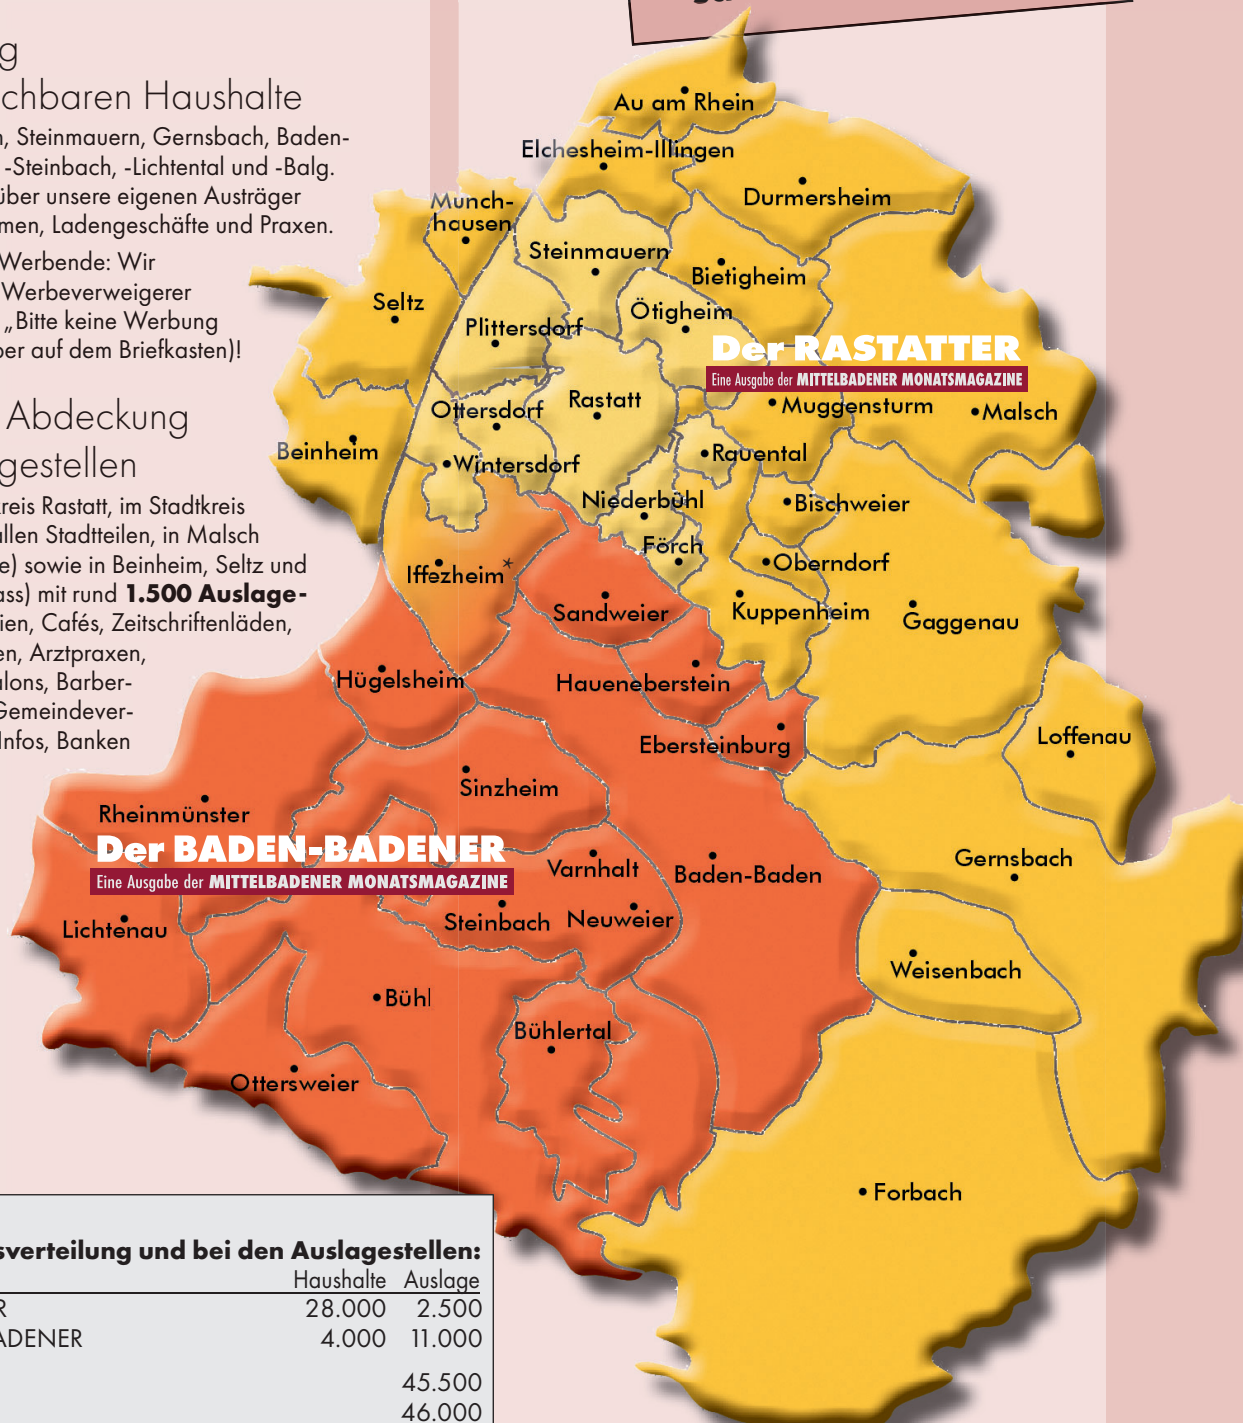 chbaren Haushalte
Steinmauern, Gernsbach, Baden-
-Steinbach, -Lichtental und -Balg.
über unsere eigenen Austräger
men, Ladengeschäfte und Praxen.
Werbende: Wir
Werbeverweigerer
„Bitte keine Werbung
ber auf dem Briefkasten)!
Abdeckung
gestellen
kreis Rastatt, im Stadtkreis
allen Stadtteilen, in Malsch
e) sowie in Beinheim, Seltz und
ass) mit rund 1.500 Auslage-
ien, Cafés, Zeitschriftenläden,
en, Arztpraxen,
alons, Barber-
Gemeindever-
Infos, Banken
Au am Rhein
Elchesheim-Illingen
Durmersheim
Münch-
hausen
Steinmauern
Bietigheim
Seltz
Ötigheim
Plittersdorf
Der RASTATTER
Eine Ausgabe der MITTELBADENER MONATSMAGAZINE
Ottersdorf
Rastatt
Muggensturm
Malsch
Beinheim
Wintersdorf
Rauental
Niederbühl
Bischweier
Förch
Oberndorf
Iffezheim*
Sandweier
Kuppenheim
Gaggenau
Hügelsheim
Haueneberstein
Ebersteinburg
Loffenau
Sinzheim
Rheinmünster
Der BADEN-BADENER
Eine Ausgabe der MITTELBADENER MONATSMAGAZINE
Varnhalt
Baden-Baden
Gernsbach
Lichtenau
Steinbach
Neuweier
Weisenbach
Bühl
Bühlertal
Ottersweier
Forbach
sverteilung und bei den Auslagestellen:
Haushalte Auslage
R 28.000 2.500
ADENER 4.000 11.000
45.500
46.000